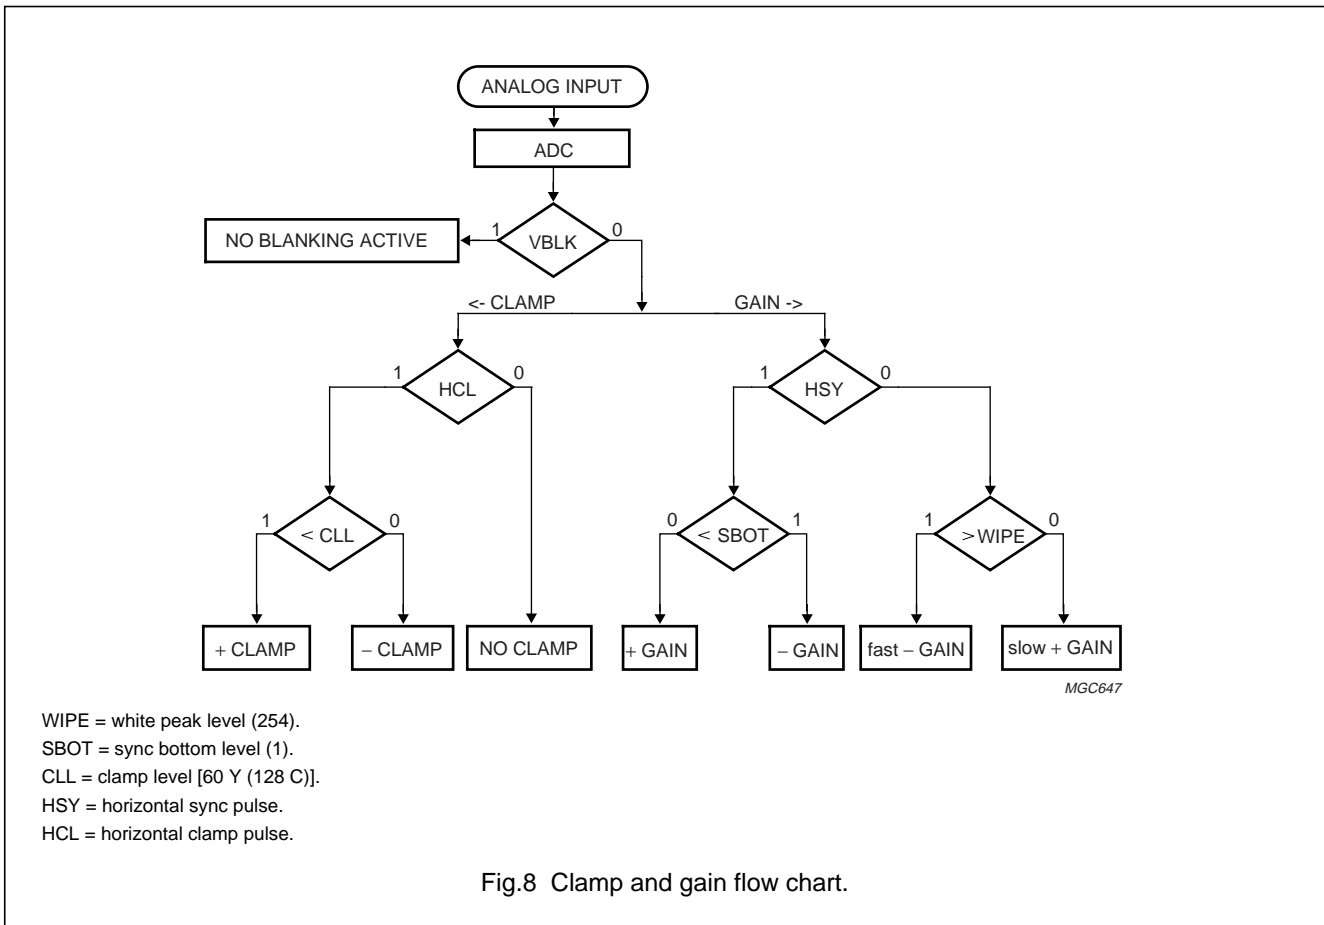 ANALOG INPUT
ADC
NO BLANKING ACTIVE
1
VBLK
0
<- CLAMP
GAIN ->
1
HCL
0
1
HSY
0
1
< CLL
0
0
< SBOT
1
1
> WIPE
0
+ CLAMP
− CLAMP
NO CLAMP
+ GAIN
− GAIN
fast − GAIN
slow + GAIN
MGC647
WIPE = white peak level (254).
SBOT = sync bottom level (1).
CLL = clamp level [60 Y (128 C)].
HSY = horizontal sync pulse.
HCL = horizontal clamp pulse.
Fig.8 Clamp and gain flow chart.